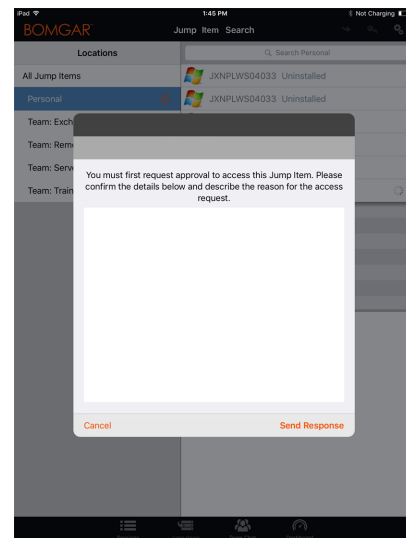 iPad 1:45 PM Not Charging
BOMGAR Jump Item Search
Locations Search Personal
All Jump Items JXNPLWS04033 Uninstalled
Personal JXNPLWS04033 Uninstalled
Team: Exch
Team: Rem
Team: Serv
Team: Train
You must first request approval to access this Jump Item. Please
confirm the details below and describe the reason for the access
request.
Cancel Send Response